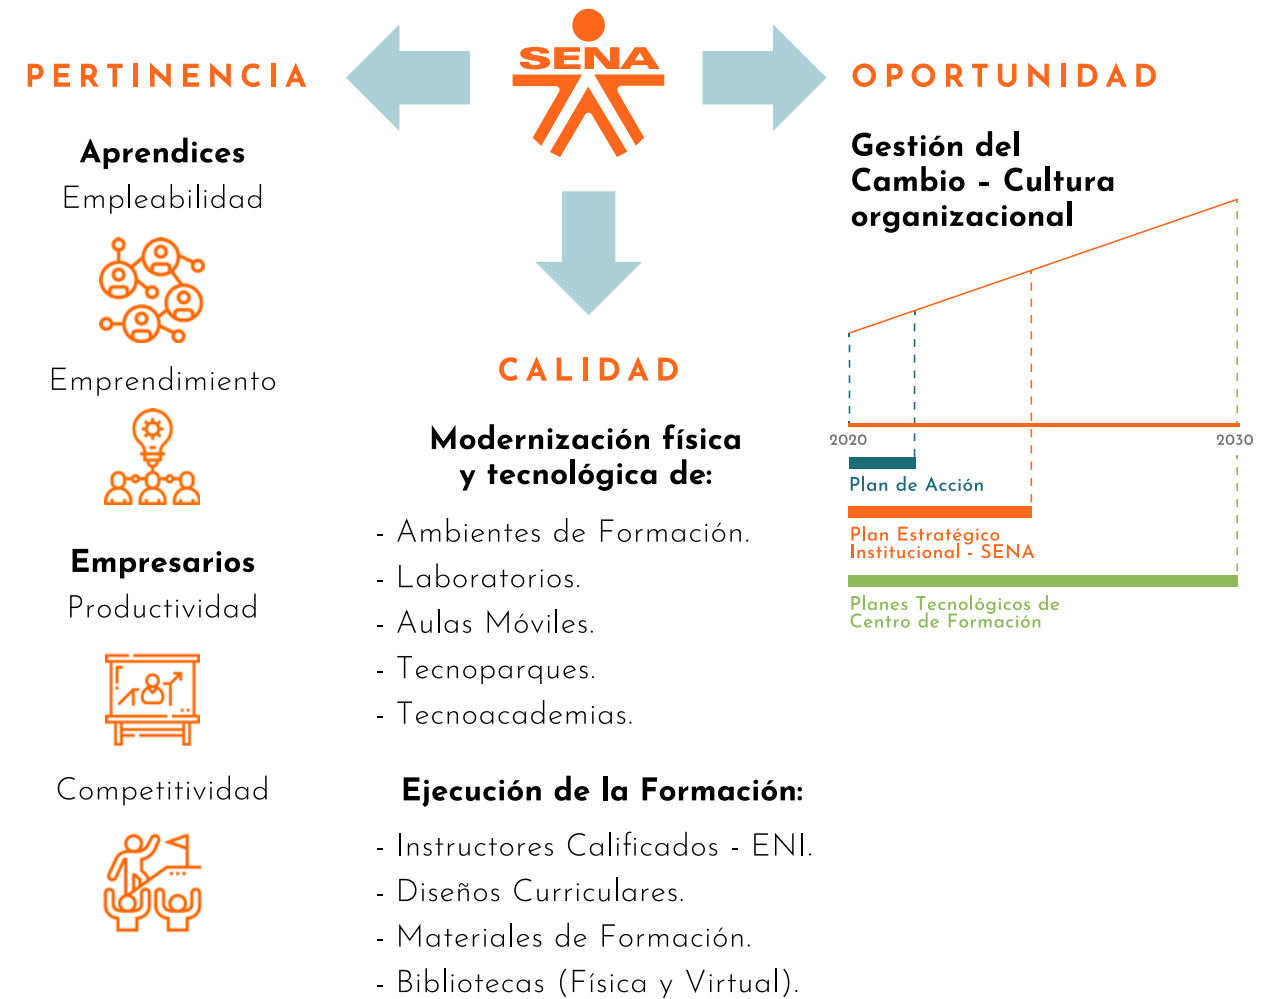 SENA
PERTINENCIA
Aprendices
Empleabilidad
Emprendimiento
Empresarios
Productividad
Competitividad
CALIDAD
Modernización física
y tecnológica de:
- Ambientes de Formación.
- Laboratorios.
- Aulas Móviles.
- Tecnoparques.
- Tecnoacademias.
Ejecución de la Formación:
- Instructores Calificados - ENI.
- Diseños Curriculares.
- Materiales de Formación.
- Bibliotecas (Física y Virtual).
OPORTUNIDAD
Gestión del
Cambio – Cultura
organizacional
2020
2030
Plan de Acción
Plan Estratégico
Institucional - SENA
Planes Tecnológicos de
Centro de Formación